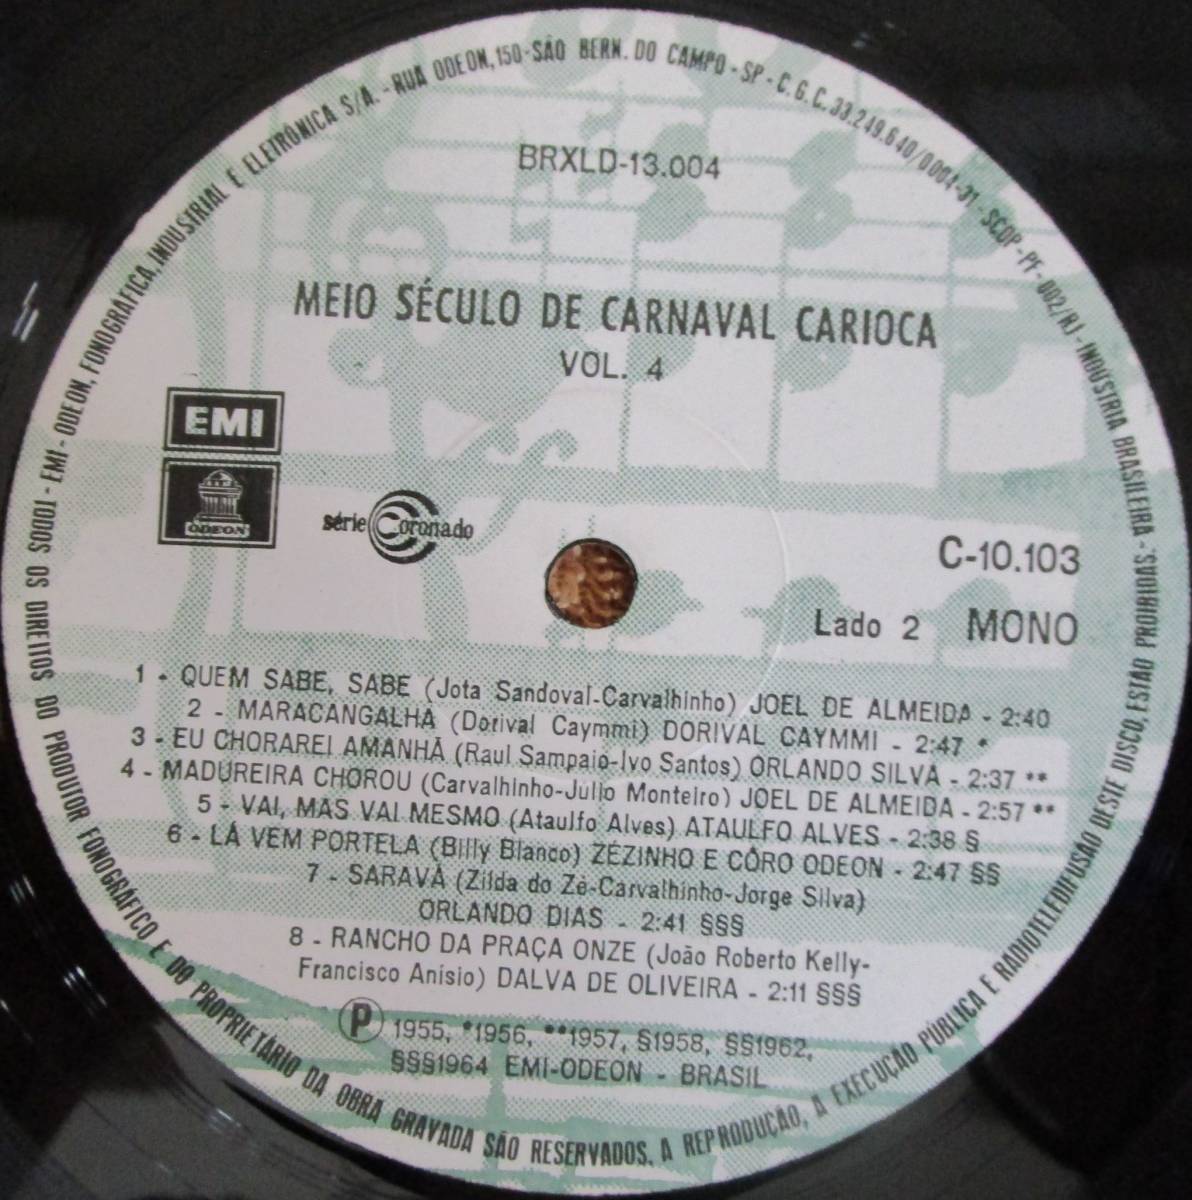 EMI-ODEON, FONOGRÁFICA, INDUSTRIAL E ELETRÔNICA S/A. - RUA ODEON, 150 - SÃO BERN. DO CAMPO - SP - C.G.C. 33.249.640/0004-31 - SCDP-PF-002/RJ - INDÚSTRIA BRASILEIRA -
TODOS OS DIREITOS DO PRODUTOR FONOGRÁFICO E DO PROPRIETÁRIO DA OBRA GRAVADA SÃO RESERVADOS. A REPRODUÇÃO, A EXECUÇÃO PÚBLICA E RADIOTELEDIFUSÃO DESTE DISCO, ESTÃO PROIBIDAS.
BRXLD-13.004
MEIO SÉCULO DE CARNAVAL CARIOCA
VOL. 4
EMI
ODEON
série Coronado
C-10.103
Lado 2 MONO
1 - QUEM SABE, SABE (Jota Sandoval-Carvalhinho) JOEL DE ALMEIDA - 2:40
2 - MARACANGALHA (Dorival Caymmi) DORIVAL CAYMMI - 2:47 *
3 - EU CHORAREI AMANHÃ (Raul Sampaio-Ivo Santos) ORLANDO SILVA - 2:37 **
4 - MADUREIRA CHOROU (Carvalhinho-Julio Monteiro) JOEL DE ALMEIDA - 2:57 **
5 - VAI, MAS VAI MESMO (Ataulfo Alves) ATAULFO ALVES - 2:38 §
6 - LÁ VEM PORTELA (Billy Blanco) ZÉZINHO E CÔRO ODEON - 2:47 §§
7 - SARAVÁ (Zilda do Zé-Carvalhinho-Jorge Silva)
ORLANDO DIAS - 2:41 §§§
8 - RANCHO DA PRAÇA ONZE (João Roberto Kelly-
Francisco Anísio) DALVA DE OLIVEIRA - 2:11 §§§
Ⓟ 1955, *1956, **1957, §1958, §§1962,
§§§1964 EMI-ODEON - BRASIL